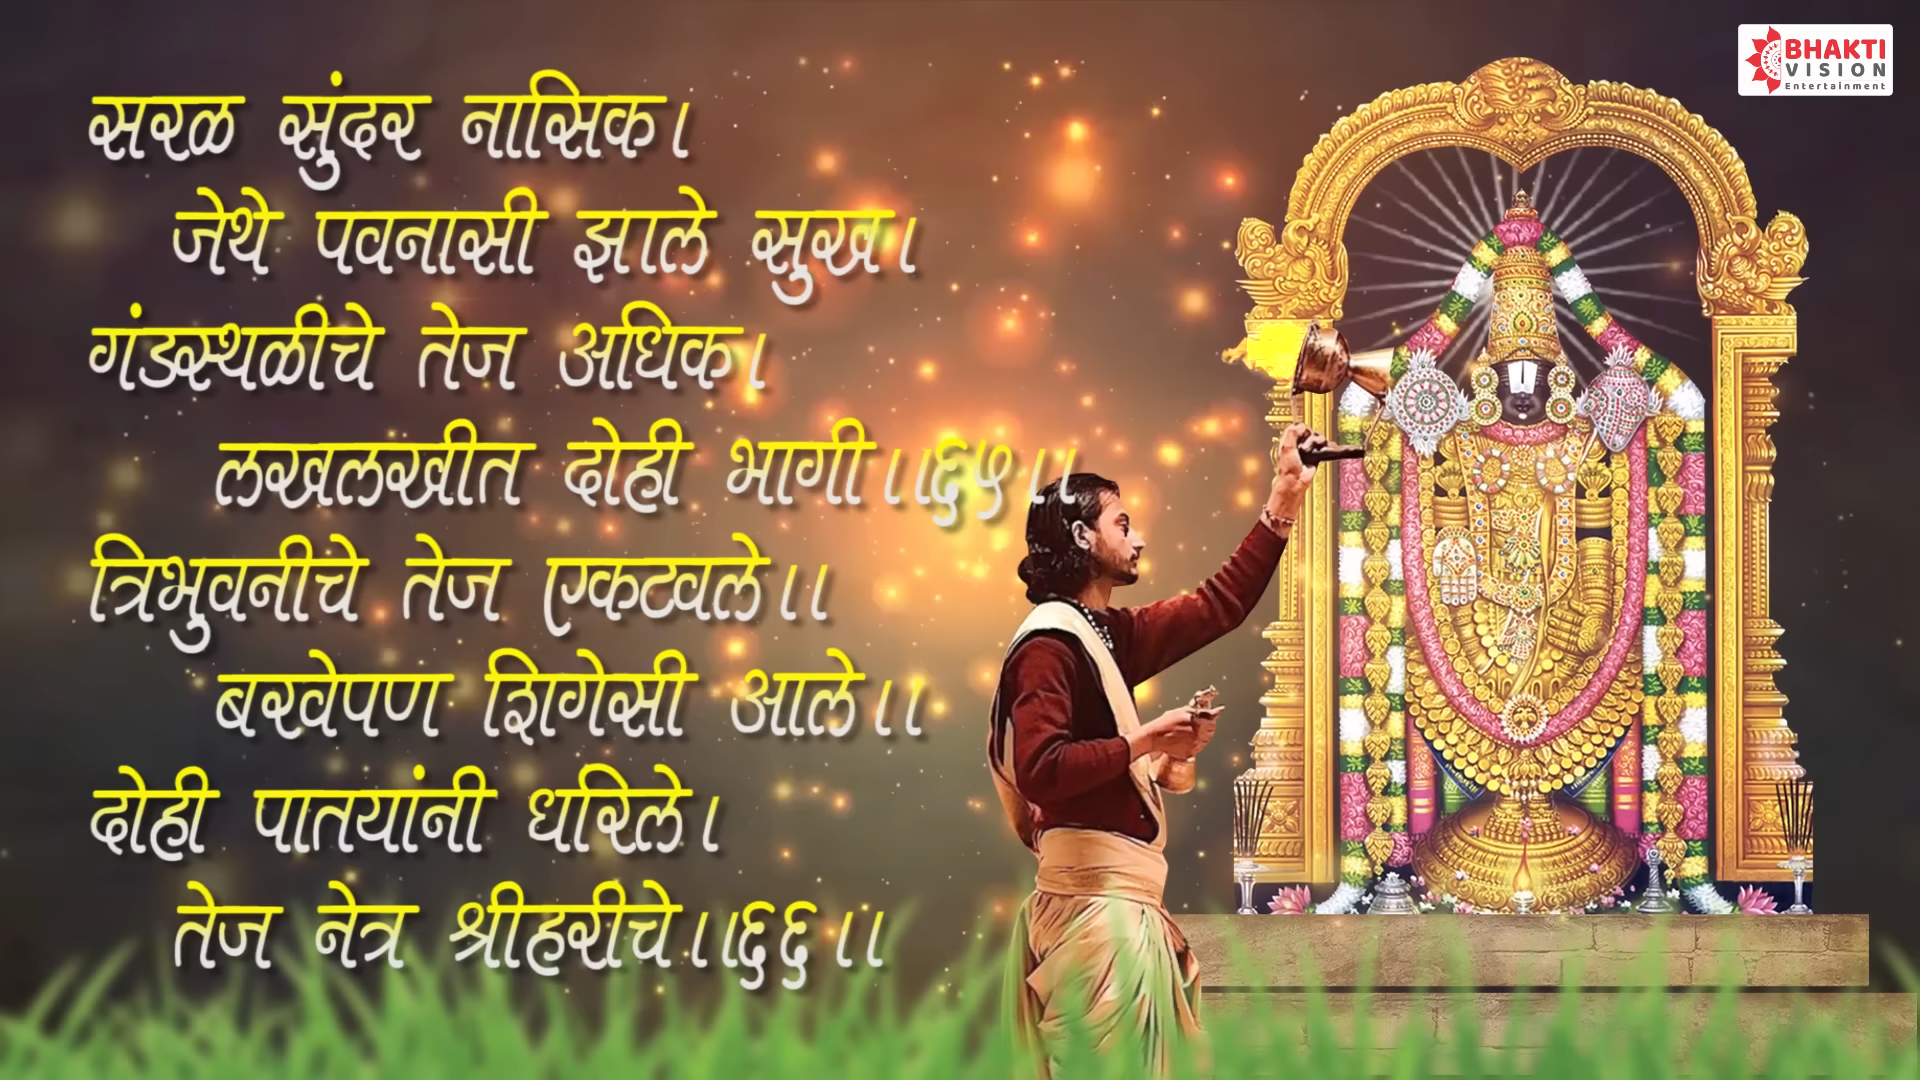 सरळ सुंदर नासिक।
जेथे पवनासी झाले सुख।
गंडस्थळीचे तेज अधिक।
लखलखीत दोही भागी।।६५।।
त्रिभुवनीचे तेज एकटवले।।
बरवेपण शिगेसी आले।।
दोही पातयांनी धरिले।
तेज नेत्र श्रीहरीचे।।६६।।
BHAKTI
VISION
Entertainment